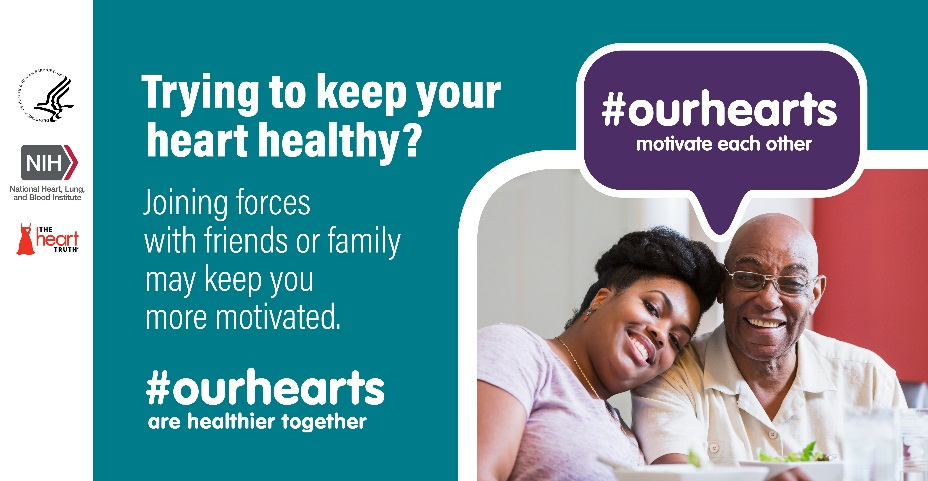 NIH
National Heart, Lung,
and Blood Institute
THE
heart
TRUTH®
Trying to keep your
heart healthy?
Joining forces
with friends or family
may keep you
more motivated.
#ourhearts
are healthier together
#ourhearts
motivate each other